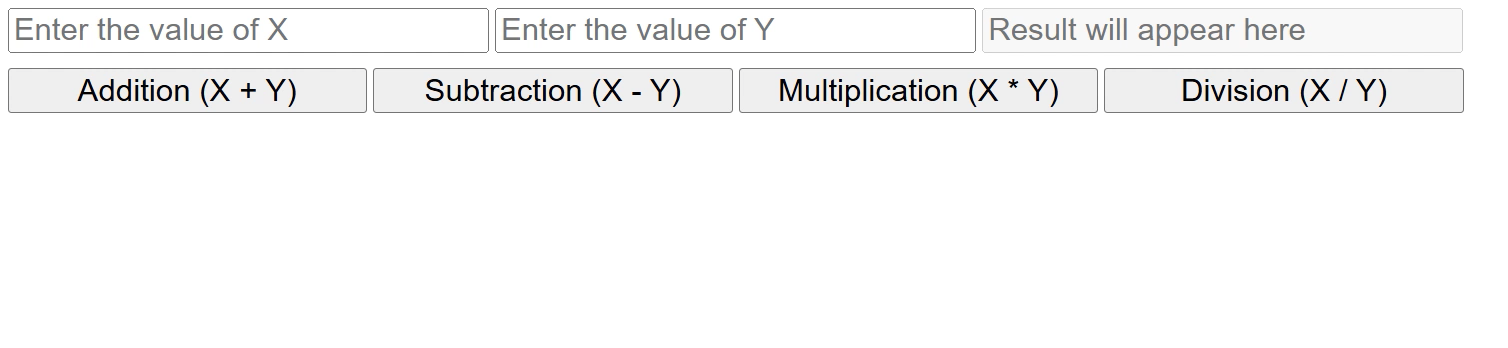 Enter the value of X Enter the value of Y Result will appear here
Addition (X + Y) Subtraction (X - Y) Multiplication (X * Y) Division (X / Y)